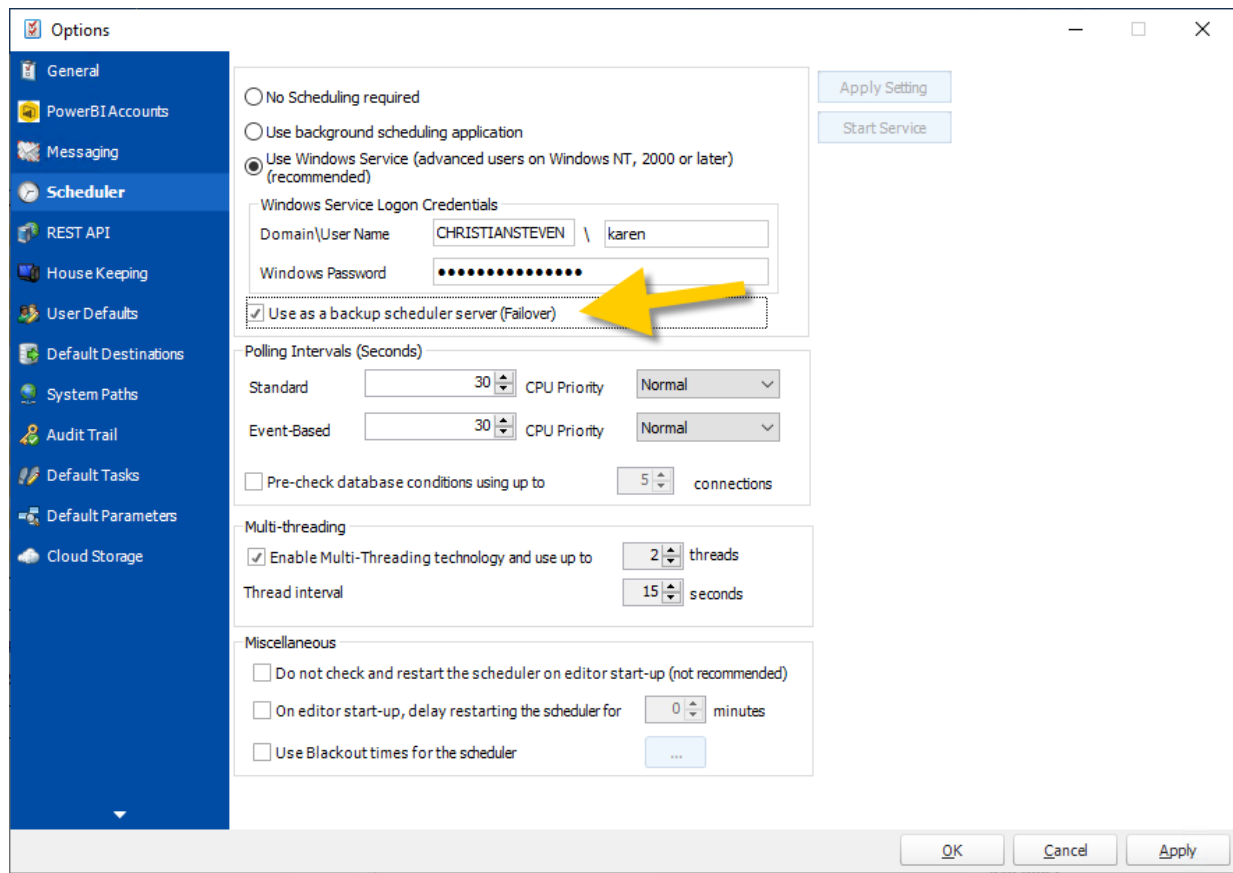 Options
General
PowerBI Accounts
Messaging
Scheduler
REST API
House Keeping
User Defaults
Default Destinations
System Paths
Audit Trail
Default Tasks
Default Parameters
Cloud Storage
No Scheduling required
Use background scheduling application
Use Windows Service (advanced users on Windows NT, 2000 or later)
(recommended)
Windows Service Logon Credentials
Domain\User Name CHRISTIANSTEVEN \ karen
Windows Password ●●●●●●●●●●●●●●●
Use as a backup scheduler server (Failover)
Apply Setting
Start Service
Polling Intervals (Seconds)
Standard 30 CPU Priority Normal
Event-Based 30 CPU Priority Normal
Pre-check database conditions using up to 5 connections
Multi-threading
Enable Multi-Threading technology and use up to 2 threads
Thread interval 15 seconds
Miscellaneous
Do not check and restart the scheduler on editor start-up (not recommended)
On editor start-up, delay restarting the scheduler for 0 minutes
Use Blackout times for the scheduler ...
OK Cancel Apply